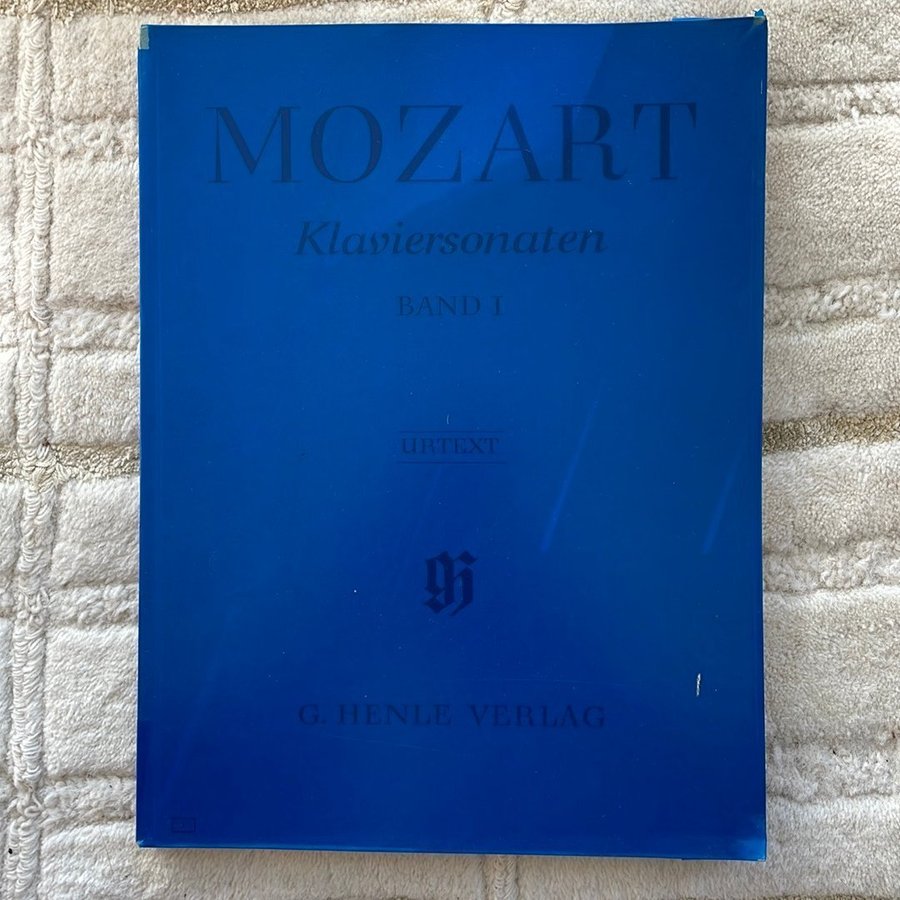 MOZART
Klaviersonaten
BAND I
URTEXT
G. HENLE VERLAG